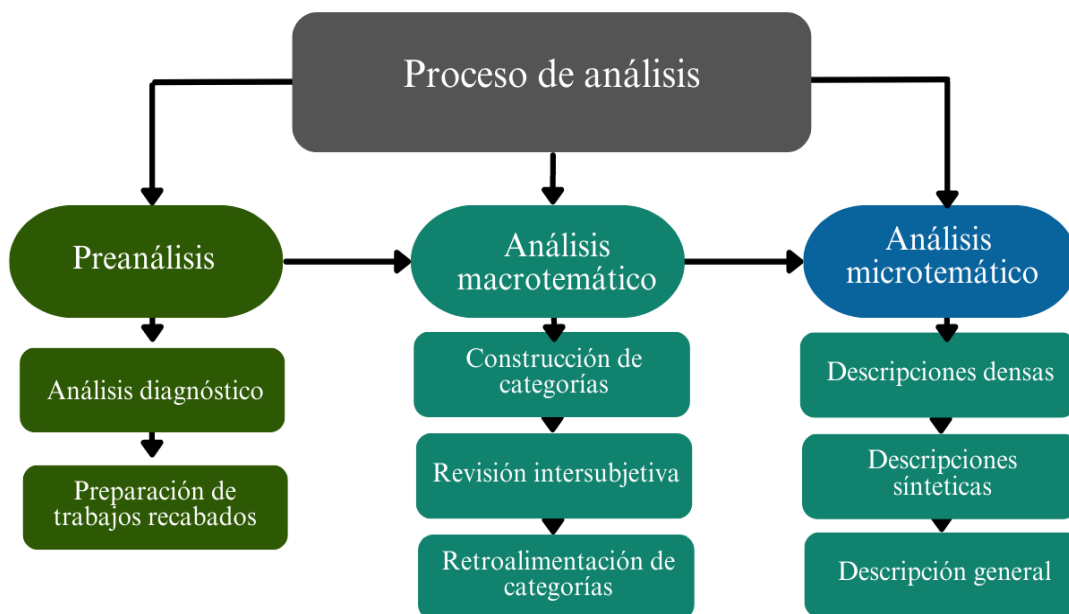 Proceso de análisis
Preanálisis
Análisis
macrotemático
Análisis
microtemático
Análisis diagnóstico
Preparación de
trabajos recabados
Construcción de
categorías
Revisión intersubjetiva
Retroalimentación de
categorías
Descripciones densas
Descripciones
sínteticas
Descripción general